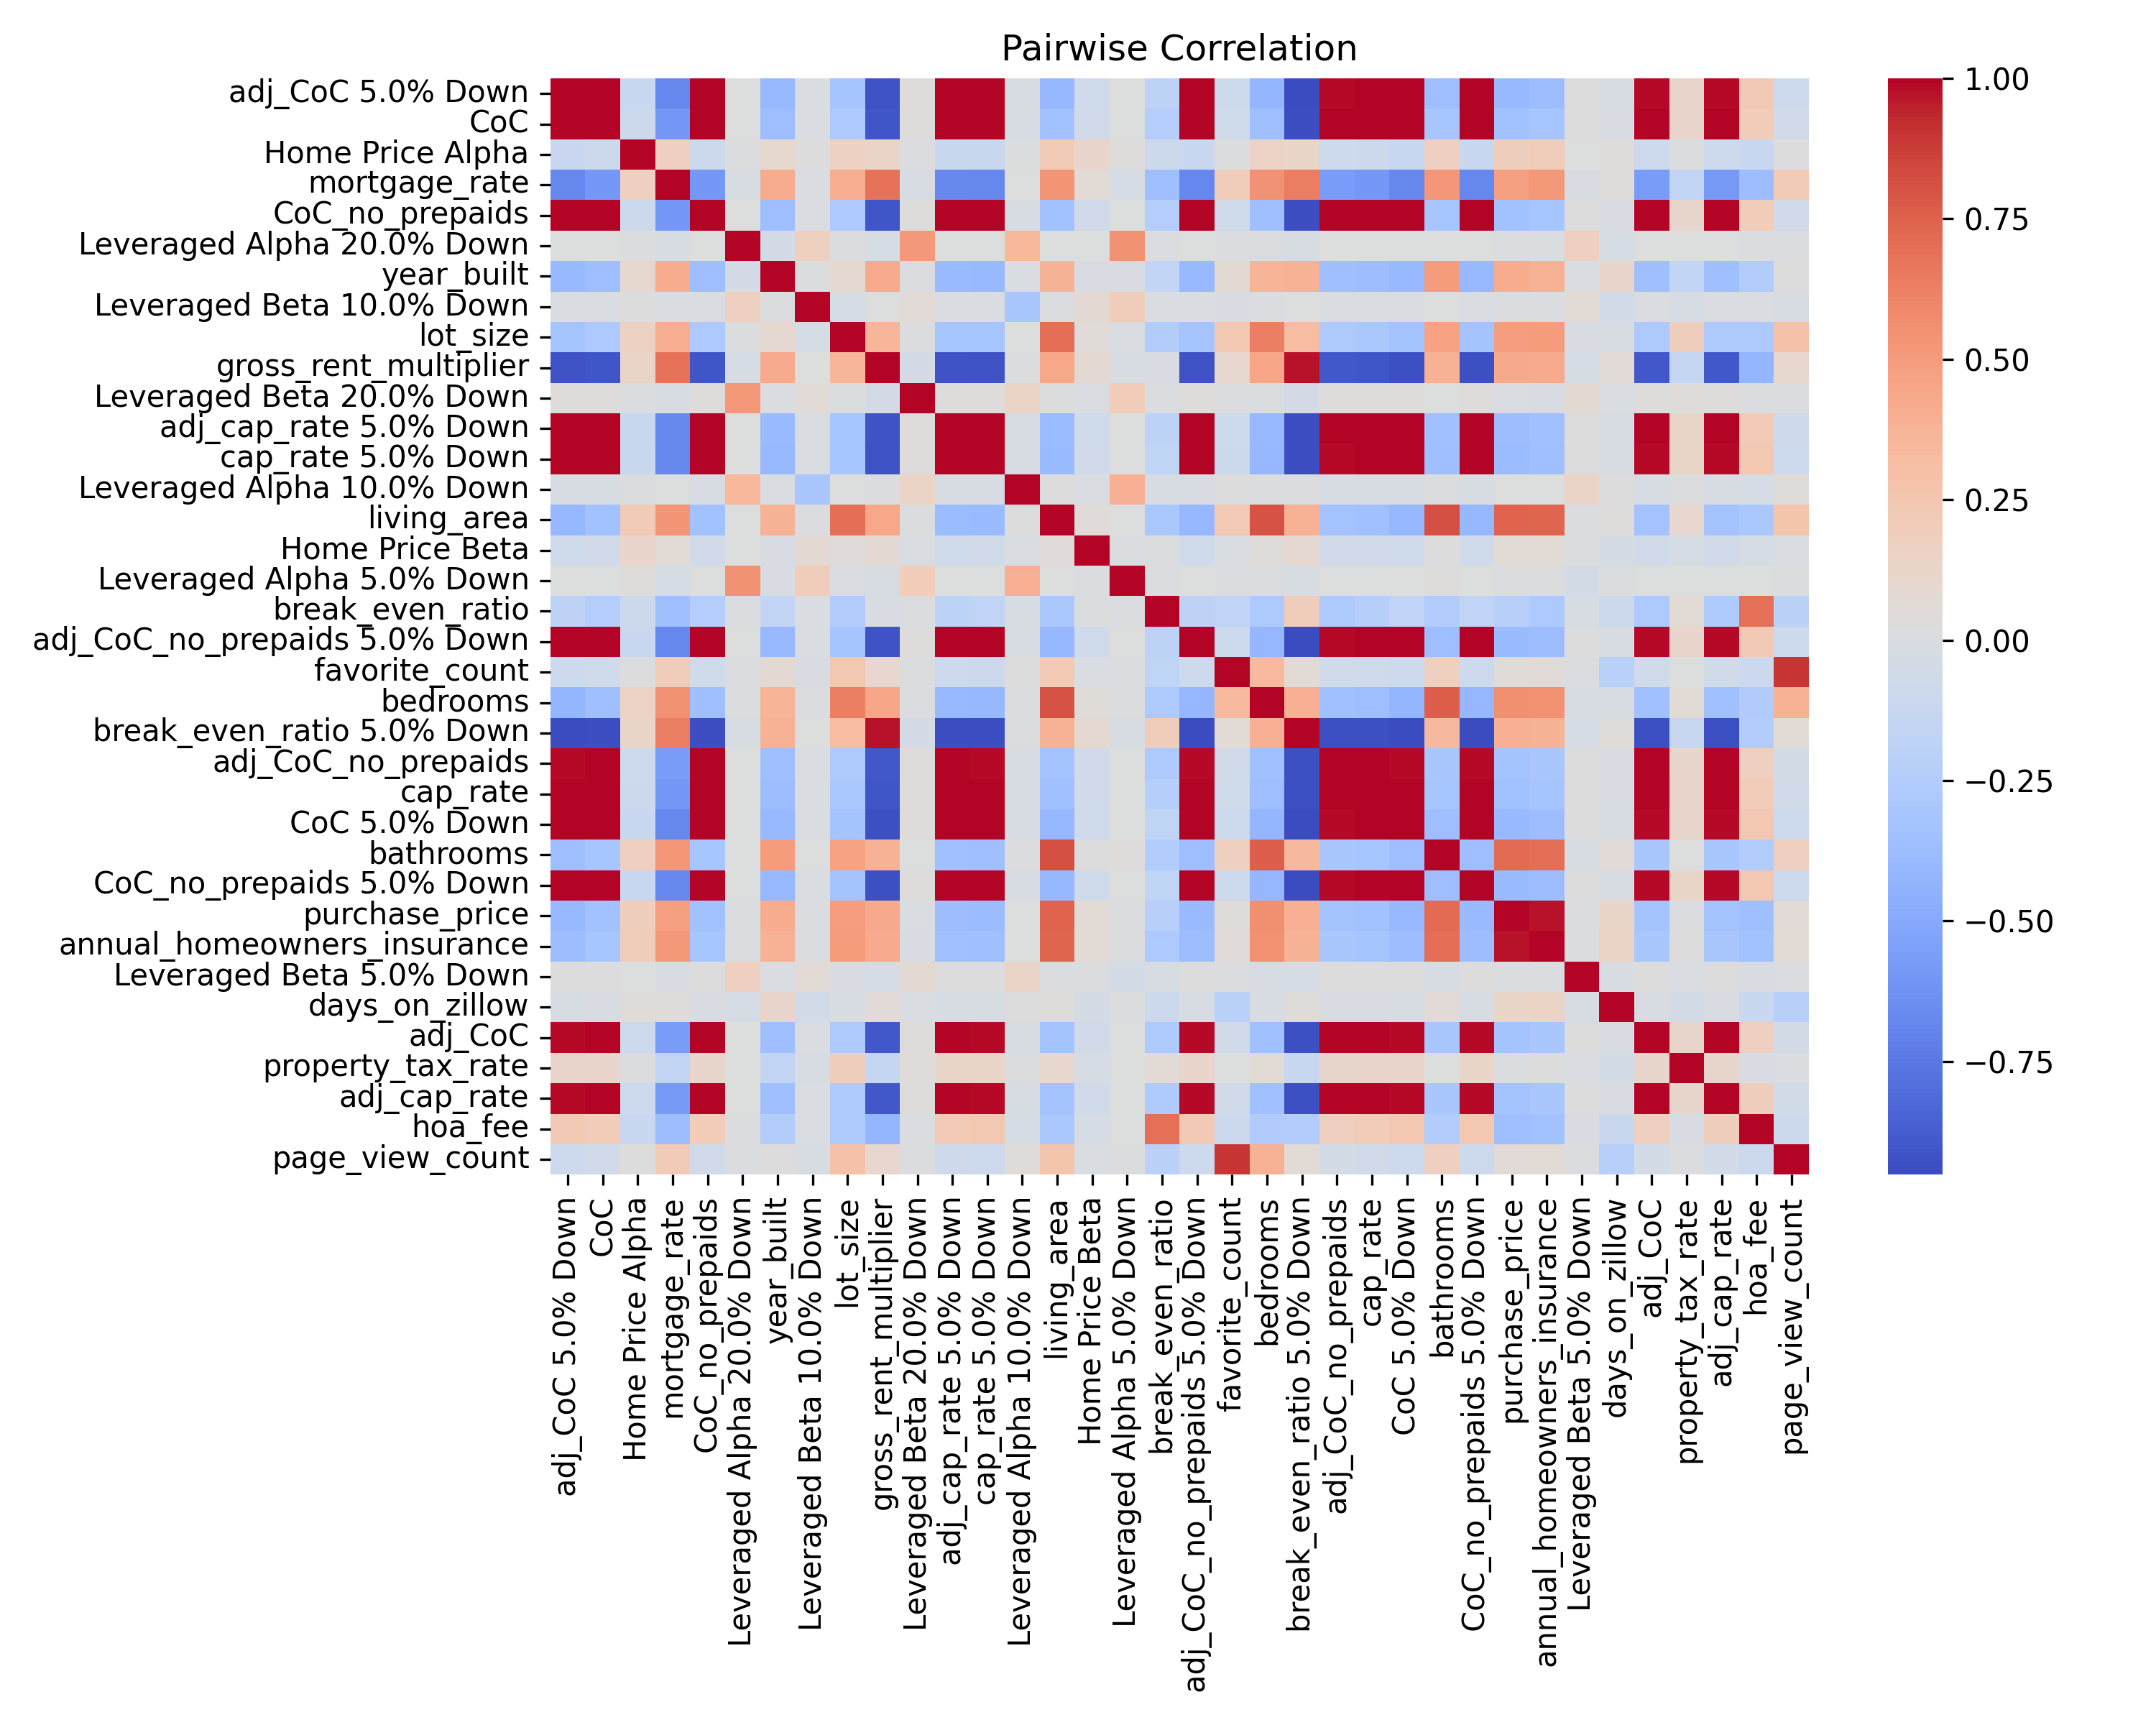 Pairwise Correlation
adj_CoC 5.0% Down
CoC
Home Price Alpha
mortgage_rate
CoC_no_prepaids
Leveraged Alpha 20.0% Down
year_built
Leveraged Beta 10.0% Down
lot_size
gross_rent_multiplier
Leveraged Beta 20.0% Down
adj_cap_rate 5.0% Down
cap_rate 5.0% Down
Leveraged Alpha 10.0% Down
living_area
Home Price Beta
Leveraged Alpha 5.0% Down
break_even_ratio
adj_CoC_no_prepaids 5.0% Down
favorite_count
bedrooms
break_even_ratio 5.0% Down
adj_CoC_no_prepaids
cap_rate
CoC 5.0% Down
bathrooms
CoC_no_prepaids 5.0% Down
purchase_price
annual_homeowners_insurance
Leveraged Beta 5.0% Down
days_on_zillow
adj_CoC
property_tax_rate
adj_cap_rate
hoa_fee
page_view_count
adj_CoC 5.0% Down
CoC
Home Price Alpha
mortgage_rate
CoC_no_prepaids
Leveraged Alpha 20.0% Down
year_built
Leveraged Beta 10.0% Down
lot_size
gross_rent_multiplier
Leveraged Beta 20.0% Down
adj_cap_rate 5.0% Down
cap_rate 5.0% Down
Leveraged Alpha 10.0% Down
living_area
Home Price Beta
Leveraged Alpha 5.0% Down
break_even_ratio
adj_CoC_no_prepaids 5.0% Down
favorite_count
bedrooms
break_even_ratio 5.0% Down
adj_CoC_no_prepaids
cap_rate
CoC 5.0% Down
bathrooms
CoC_no_prepaids 5.0% Down
purchase_price
annual_homeowners_insurance
Leveraged Beta 5.0% Down
days_on_zillow
adj_CoC
property_tax_rate
adj_cap_rate
hoa_fee
page_view_count
1.00
0.75
0.50
0.25
0.00
−0.25
−0.50
−0.75